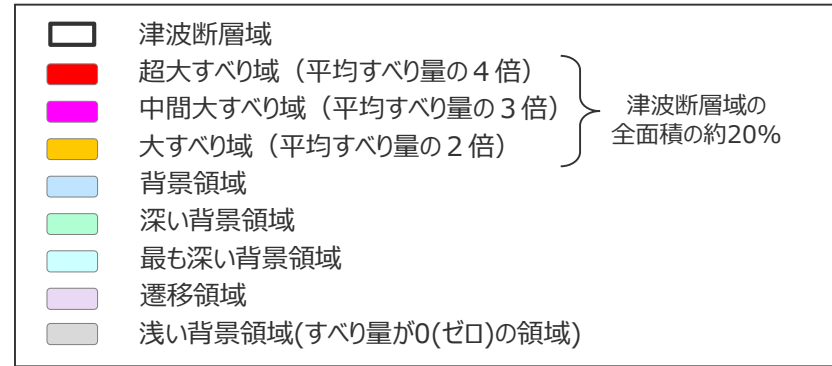 津波断層域
超大すべり域（平均すべり量の４倍）
中間大すべり域（平均すべり量の３倍）
大すべり域（平均すべり量の２倍）
津波断層域の
全面積の約20%
背景領域
深い背景領域
最も深い背景領域
遷移領域
浅い背景領域(すべり量が0(ゼロ)の領域)